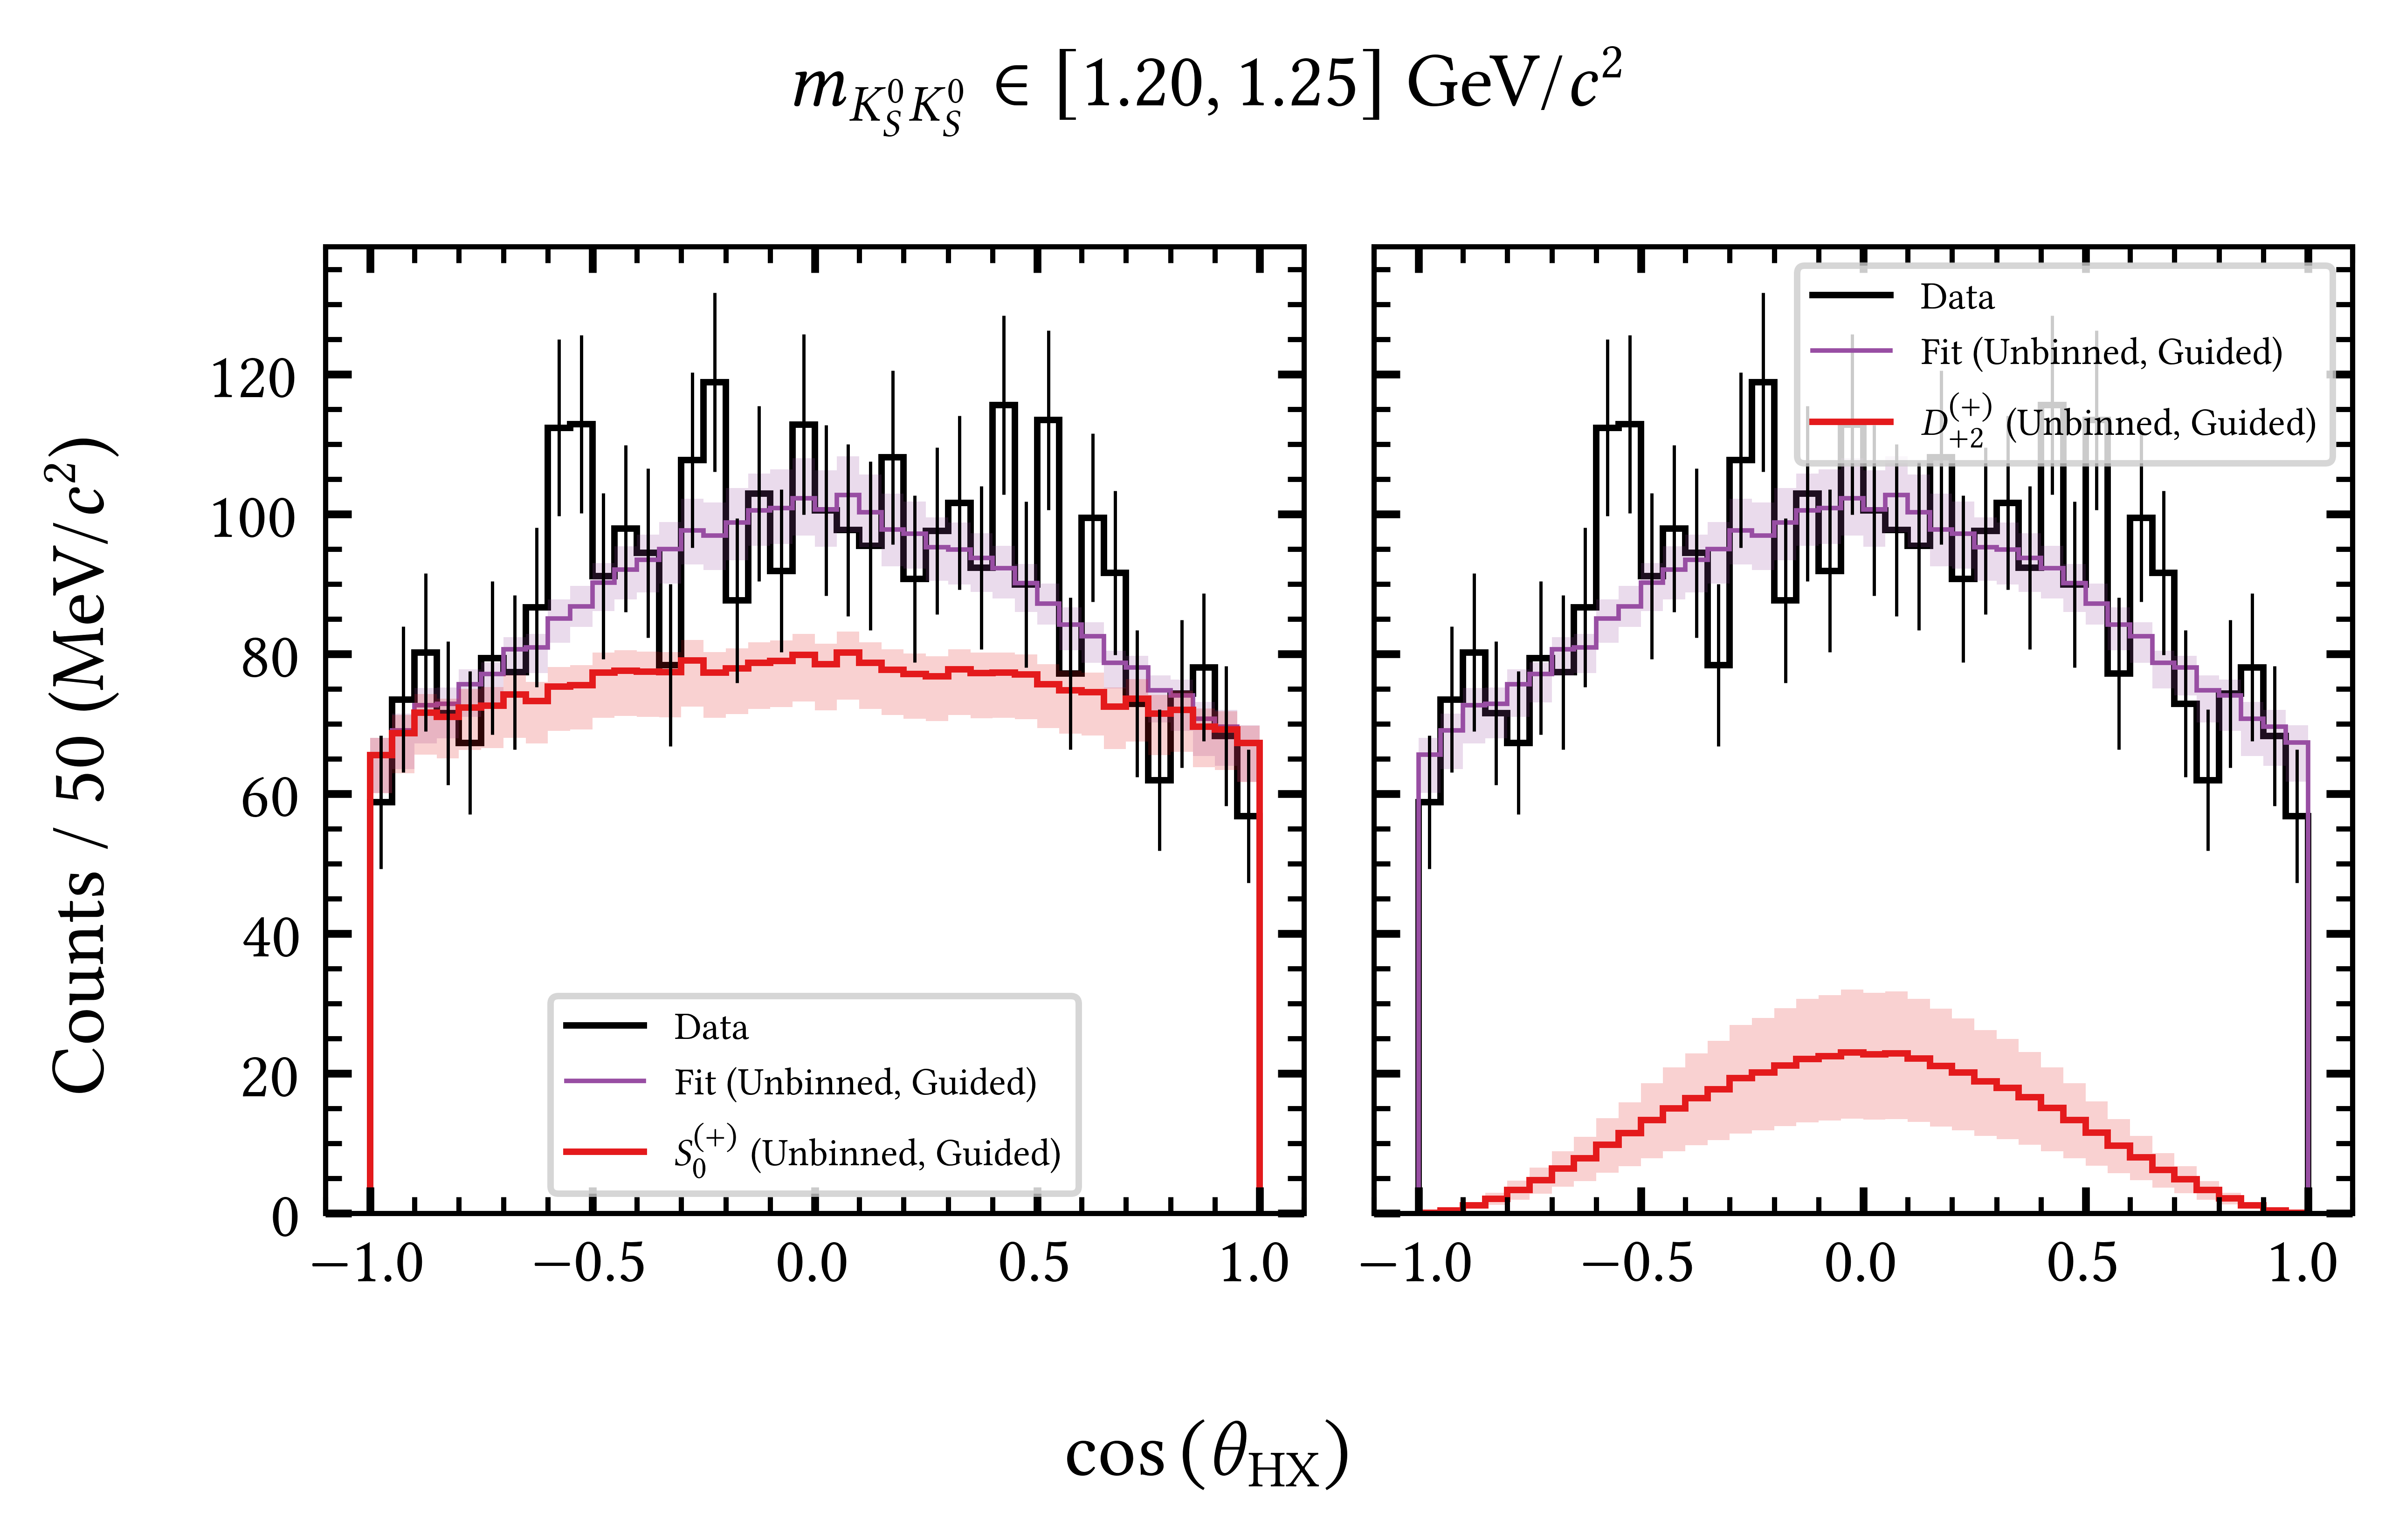 m_{K_S^0 K_S^0} ∈ [1.20, 1.25] GeV/c²
Counts / 50 (MeV/c²)
120
100
80
60
40
20
0
Data
Fit (Unbinned, Guided)
S_0^{(+)} (Unbinned, Guided)
−1.0 −0.5 0.0 0.5 1.0
Data
Fit (Unbinned, Guided)
D_{+2}^{(+)} (Unbinned, Guided)
−1.0 −0.5 0.0 0.5 1.0
cos (θ_{HX})